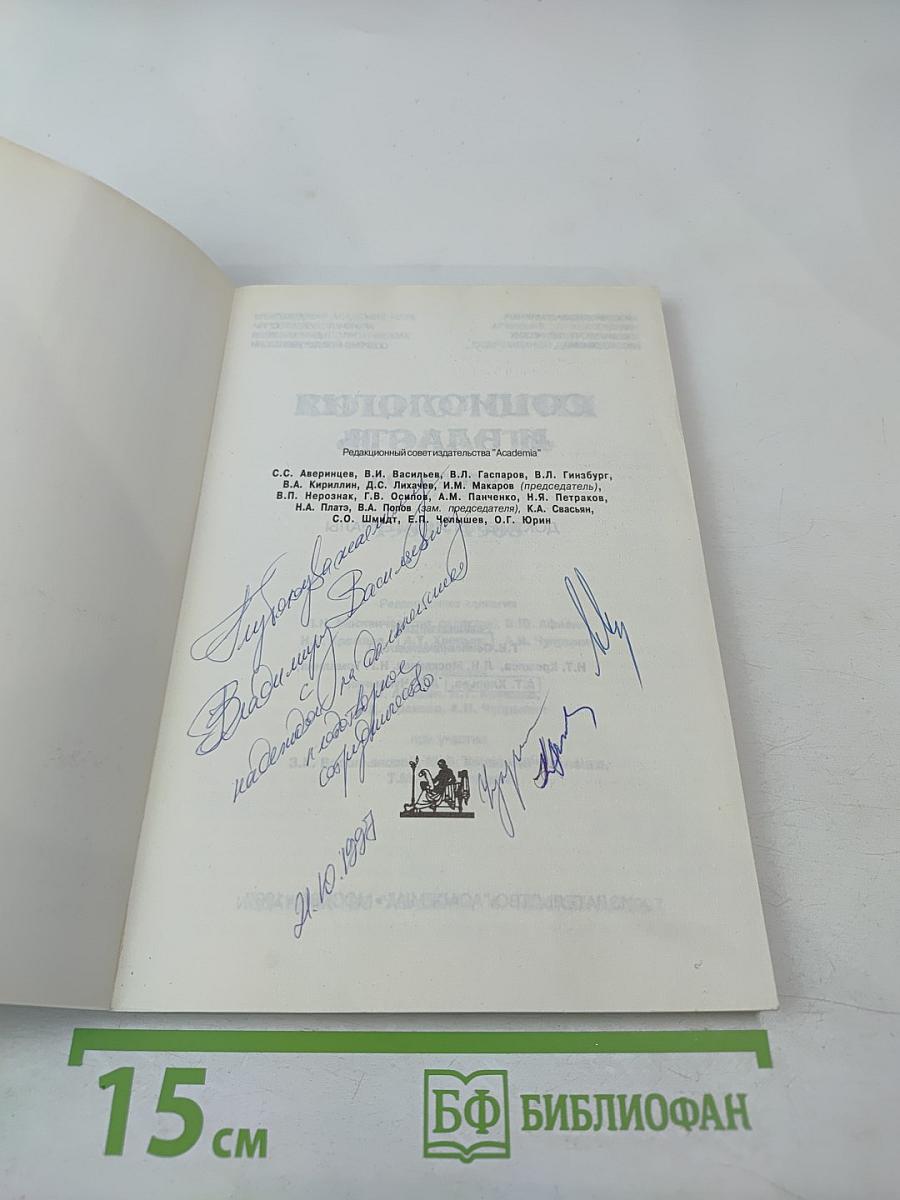 Редакционный совет издательства "Academia"
С.С. Аверинцев, В.И. Васильев, В.Л. Гаспаров, В.Л. Гинзбург,
В.А. Кириллин, Д.С. Лихачев, И.М. Макаров (председатель),
В.П. Нерознак, Г.В. Осипов, А.М. Панченко, Н.Я. Петраков,
Н.А. Платэ, В.А. Попов (зам. председателя), К.А. Свасьян,
С.О. Шмидт, Е.П. Челышев, О.Г. Юрин
Глубокоуважаемому
Владимиру Васильевичу
с
надеждой на дальнейшее
плодотворное
сотрудничество.
21.10.1997
15 см
БФ БИБЛИОФАН